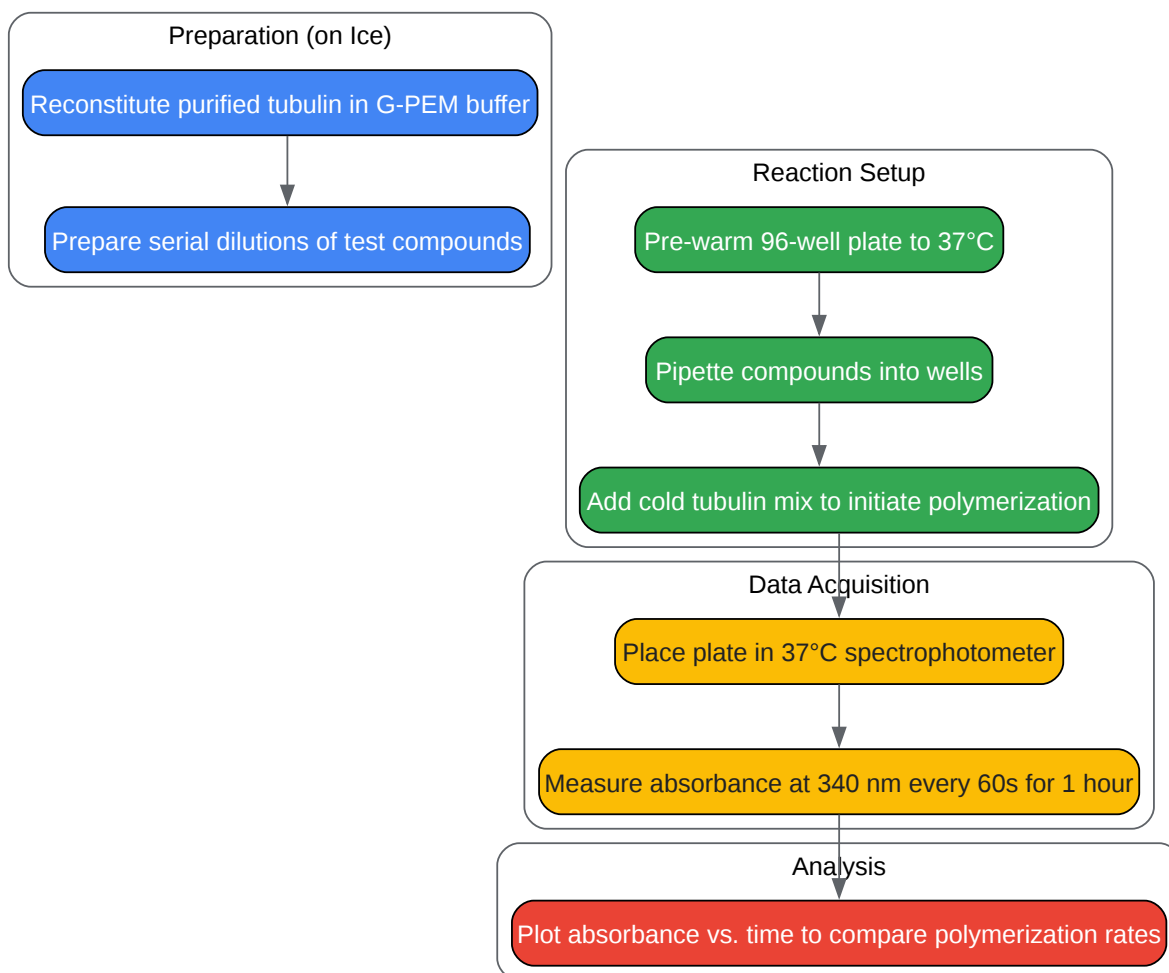 Preparation (on Ice)
Reconstitute purified tubulin in G-PEM buffer
Prepare serial dilutions of test compounds
Reaction Setup
Pre-warm 96-well plate to 37°C
Pipette compounds into wells
Add cold tubulin mix to initiate polymerization
Data Acquisition
Place plate in 37°C spectrophotometer
Measure absorbance at 340 nm every 60s for 1 hour
Analysis
Plot absorbance vs. time to compare polymerization rates